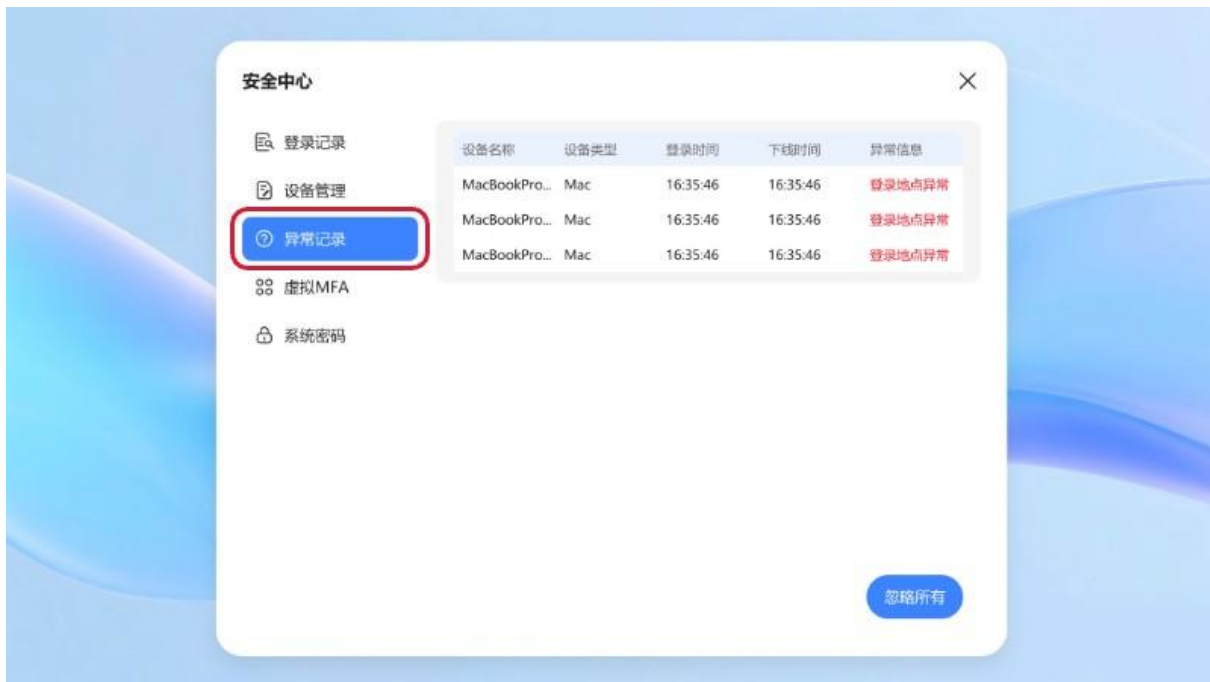 安全中心
登录记录
设备管理
异常记录
虚拟MFA
系统密码
设备名称 设备类型 登录时间 下线时间 异常信息
MacBookPro... Mac 16:35:46 16:35:46 登录地点异常
MacBookPro... Mac 16:35:46 16:35:46 登录地点异常
MacBookPro... Mac 16:35:46 16:35:46 登录地点异常
忽略所有